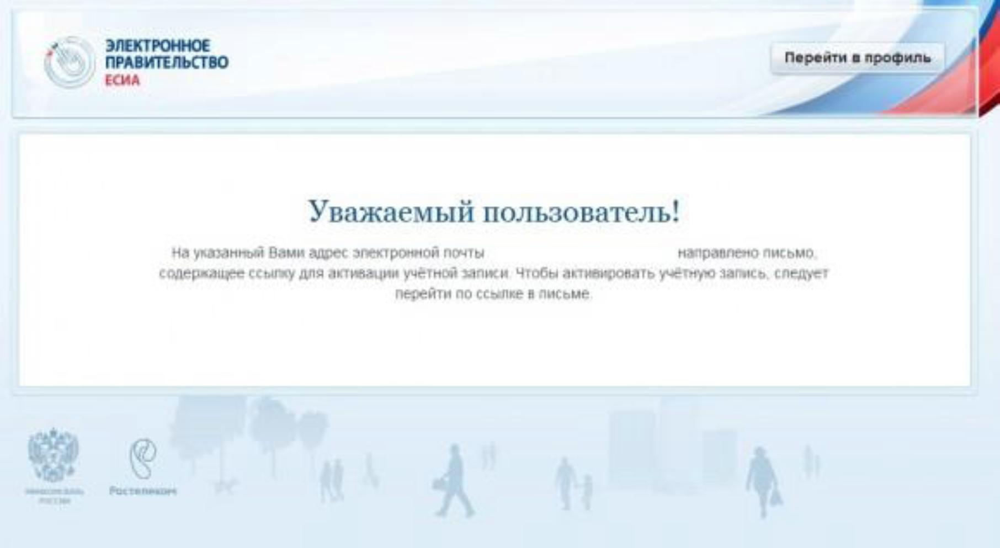 ЭЛЕКТРОННОЕ
ПРАВИТЕЛЬСТВО
ЕСИА
Перейти в профиль
Уважаемый пользователь!
На указанный Вами адрес электронной почты направлено письмо,
содержащее ссылку для активации учётной записи. Чтобы активировать учётную запись, следует
перейти по ссылке в письме.
Ростелеком
РОССИИ